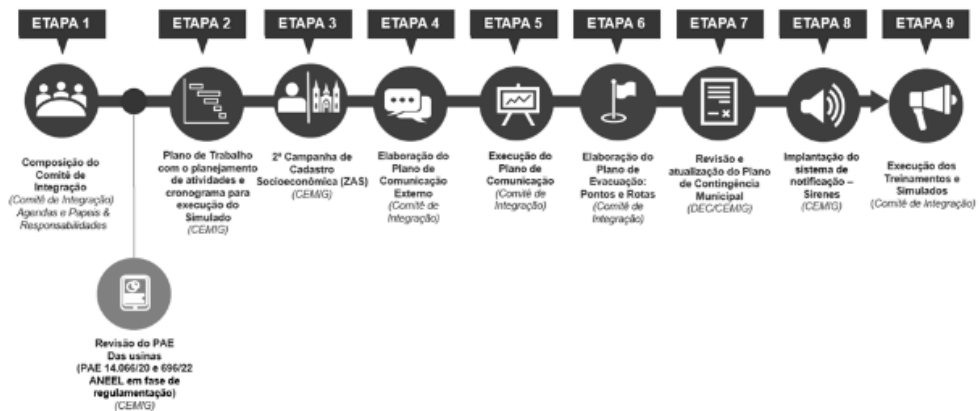 ETAPA 1
Composição do
Comitê de
Integração
(Comitê de Integração)
Agendas e Papeis &
Responsabilidades
Revisão do PAE
Das usinas
(PAE 14.066/20 e 696/22
ANEEL em fase de
regulamentação)
(CEMIG)
ETAPA 2
Plano de Trabalho
com o planejamento
de atividades e
cronograma para
execução do
Simulado
(CEMIG)
ETAPA 3
2ª Campanha de
Cadastro
Socioeconômica (ZAS)
(CEMIG)
ETAPA 4
Elaboração do
Plano de
Comunicação
Externo
(Comitê de
Integração)
ETAPA 5
Execução do
Plano de
Comunicação
(Comitê de
Integração)
ETAPA 6
Elaboração do
Plano de
Evacuação:
Pontos e Rotas
(Comitê de
Integração)
ETAPA 7
Revisão e
atualização do Plano
de Contingência
Municipal
(DEC/CEMIG)
ETAPA 8
Implantação do
sistema de
notificação –
Sirenes
(CEMIG)
ETAPA 9
Execução dos
Treinamentos e
Simulados
(Comitê de Integração)